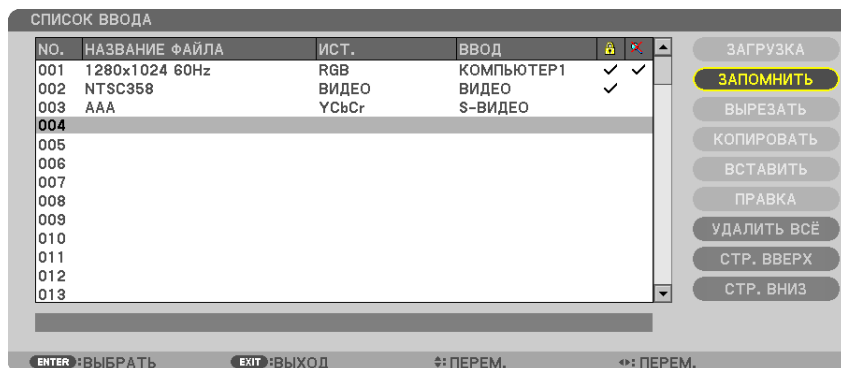 СПИСОК ВВОДА
NO. НАЗВАНИЕ ФАЙЛА ИСТ. ВВОД
001 1280x1024 60Hz RGB КОМПЬЮТЕР1
002 NTSC358 ВИДЕО ВИДЕО
003 AAA YCbCr S-ВИДЕО
004
005
006
007
008
009
010
011
012
013
ЗАГРУЗКА
ЗАПОМНИТЬ
ВЫРЕЗАТЬ
КОПИРОВАТЬ
ВСТАВИТЬ
ПРАВКА
УДАЛИТЬ ВСЁ
СТР. ВВЕРХ
СТР. ВНИЗ
ENTER:ВЫБРАТЬ EXIT:ВЫХОД :ПЕРЕМ. :ПЕРЕМ.